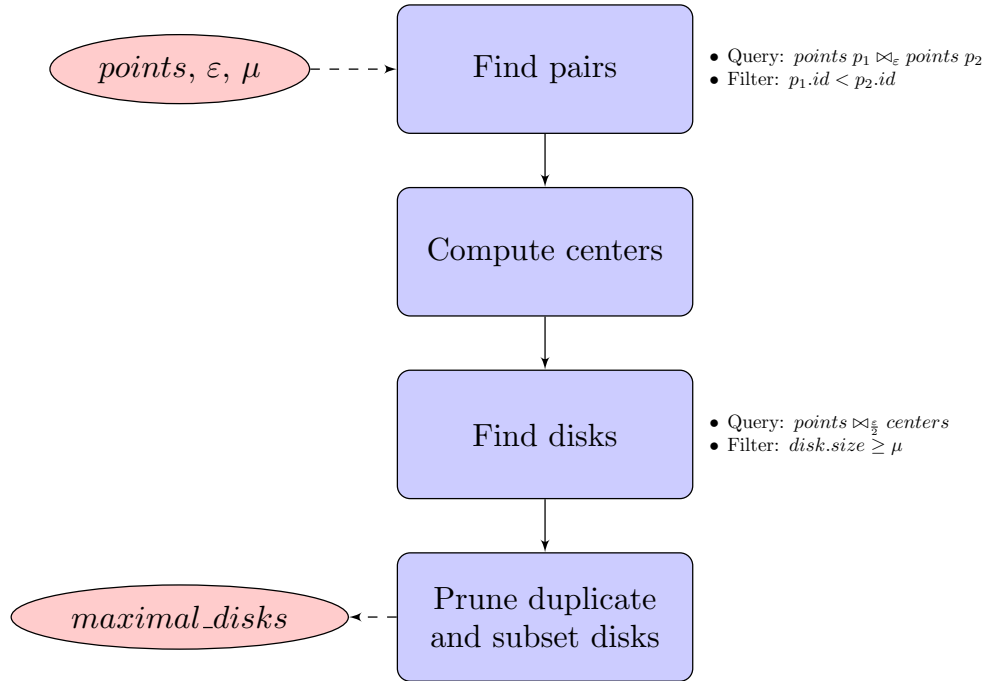 points, ε, μ
Find pairs
• Query: points p₁ ⋈_ε points p₂
• Filter: p₁.id < p₂.id
Compute centers
Find disks
• Query: points ⋈_{ε/2} centers
• Filter: disk.size ≥ μ
Prune duplicate
and subset disks
maximal_disks